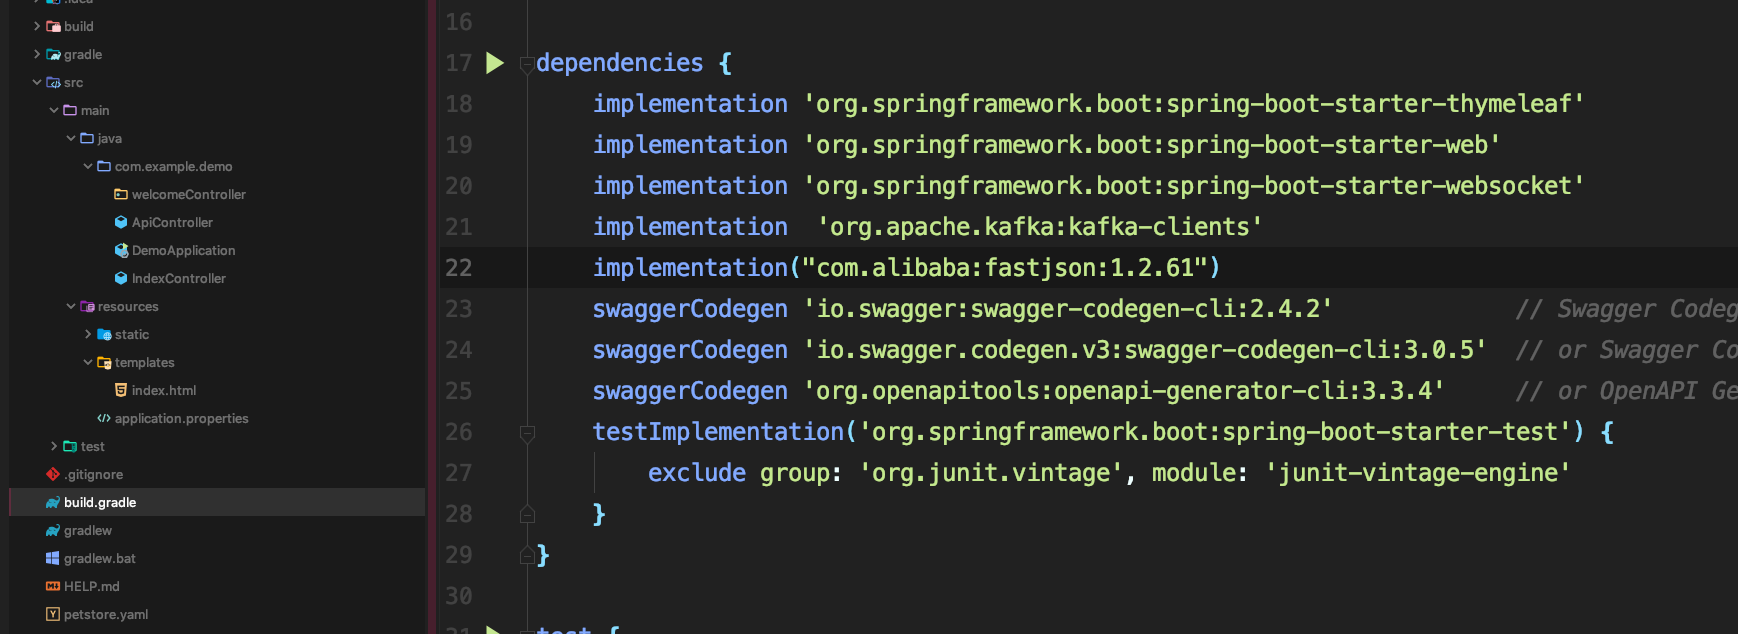 .idea
build
gradle
src
main
java
com.example.demo
welcomeController
ApiController
DemoApplication
IndexController
resources
static
templates
index.html
application.properties
test
.gitignore
build.gradle
gradlew
gradlew.bat
HELP.md
petstore.yaml
16
17 dependencies {
18 implementation 'org.springframework.boot:spring-boot-starter-thymeleaf'
19 implementation 'org.springframework.boot:spring-boot-starter-web'
20 implementation 'org.springframework.boot:spring-boot-starter-websocket'
21 implementation  'org.apache.kafka:kafka-clients'
22 implementation("com.alibaba:fastjson:1.2.61")
23 swaggerCodegen 'io.swagger:swagger-codegen-cli:2.4.2' // Swagger Codeg
24 swaggerCodegen 'io.swagger.codegen.v3:swagger-codegen-cli:3.0.5' // or Swagger Co
25 swaggerCodegen 'org.openapitools:openapi-generator-cli:3.3.4' // or OpenAPI Ge
26 testImplementation('org.springframework.boot:spring-boot-starter-test') {
27 exclude group: 'org.junit.vintage', module: 'junit-vintage-engine'
28 }
29 }
30
31 test {